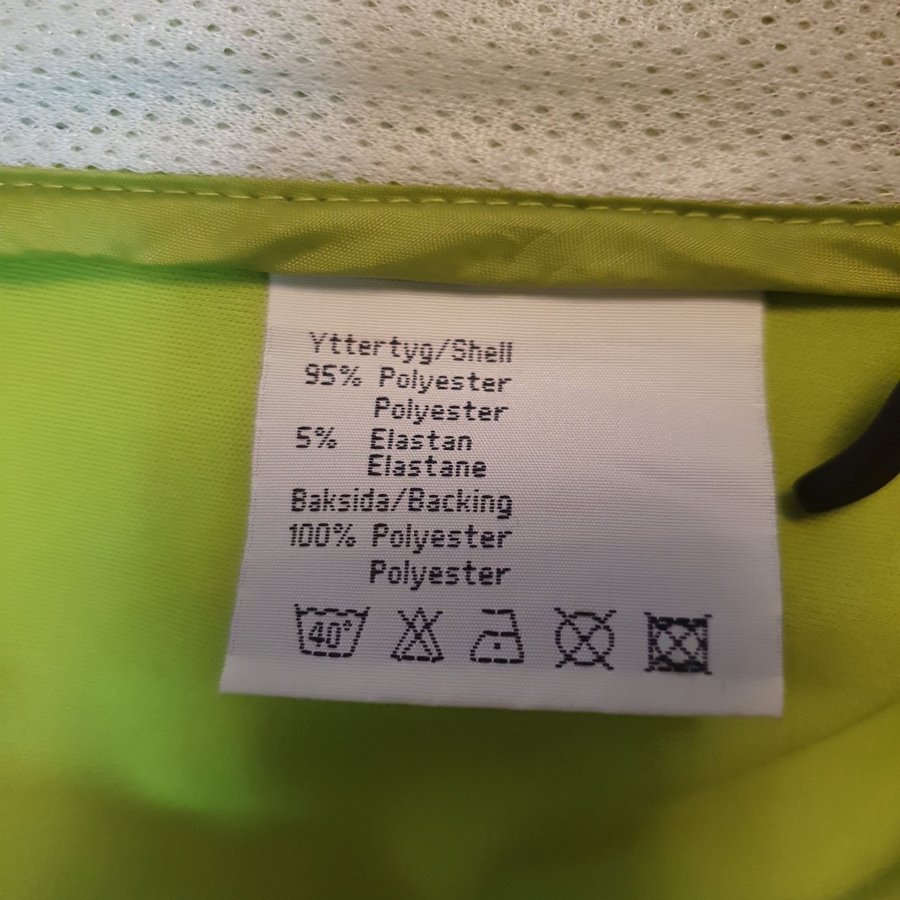 Yttertyg/Shell
95% Polyester
Polyester
5% Elastan
Elastane
Baksida/Backing
100% Polyester
Polyester
40°